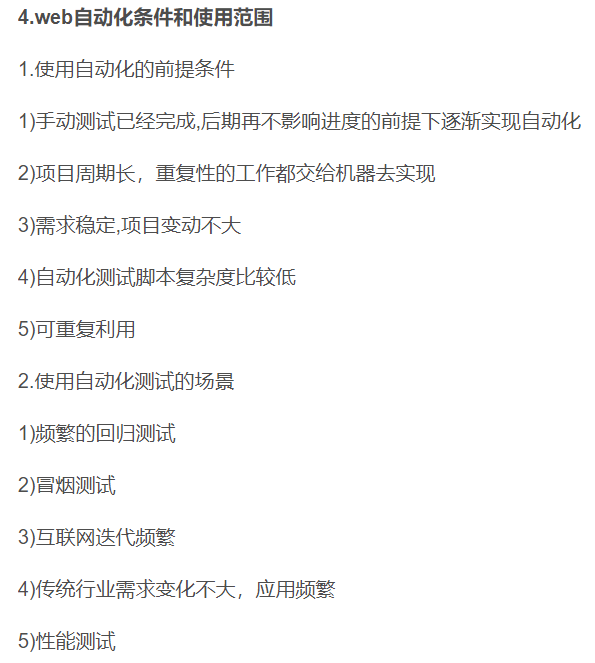 4.web自动化条件和使用范围
1.使用自动化的前提条件
1)手动测试已经完成,后期再不影响进度的前提下逐渐实现自动化
2)项目周期长，重复性的工作都交给机器去实现
3)需求稳定,项目变动不大
4)自动化测试脚本复杂度比较低
5)可重复利用
2.使用自动化测试的场景
1)频繁的回归测试
2)冒烟测试
3)互联网迭代频繁
4)传统行业需求变化不大，应用频繁
5)性能测试